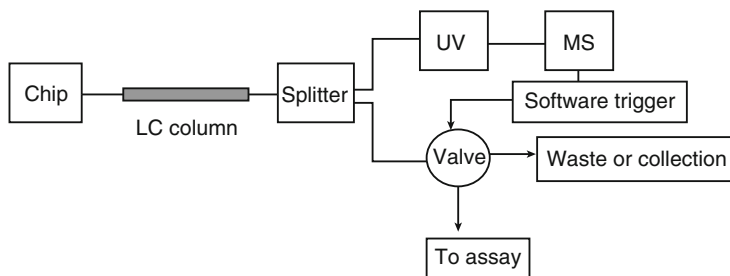 Chip
LC column
Splitter
UV
MS
Software trigger
Valve
Waste or collection
To assay